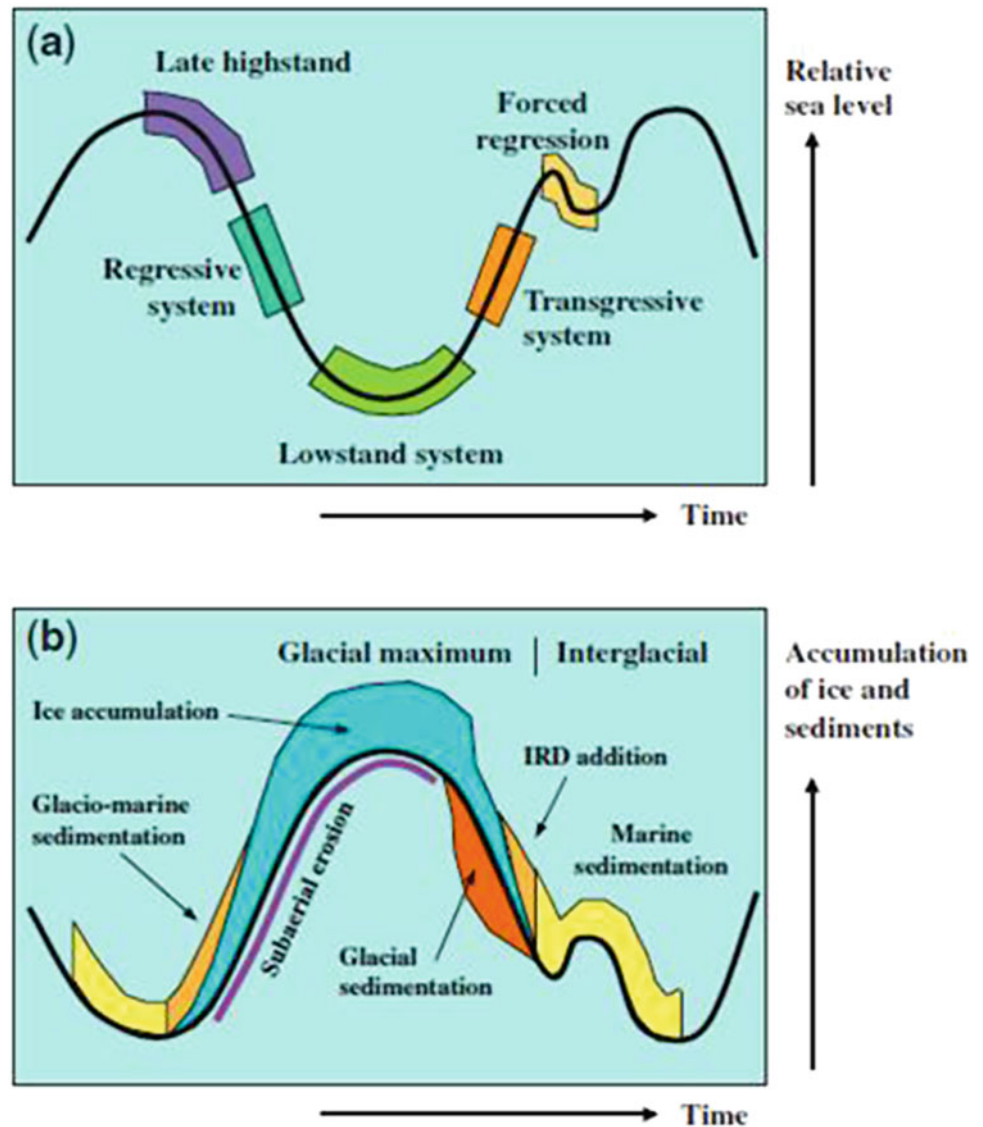 (a)
Late highstand
Forced
regression
Relative
sea level
Regressive
system
Transgressive
system
Lowstand system
Time
(b)
Glacial maximum | Interglacial
Accumulation
of ice and
sediments
Ice accumulation
IRD addition
Glacio-marine
sedimentation
Marine
sedimentation
Subaerial erosion
Glacial
sedimentation
Time